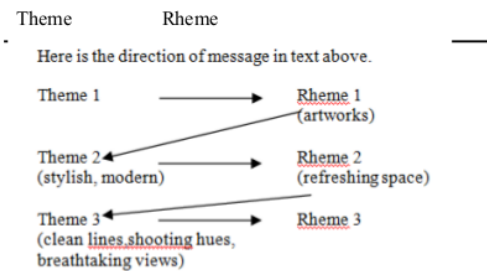 Theme Rheme
Here is the direction of message in text above.
Theme 1 Rheme 1
(artworks)
Theme 2 Rheme 2
(stylish, modern) (refreshing space)
Theme 3 Rheme 3
(clean lines,shooting hues,
breathtaking views)